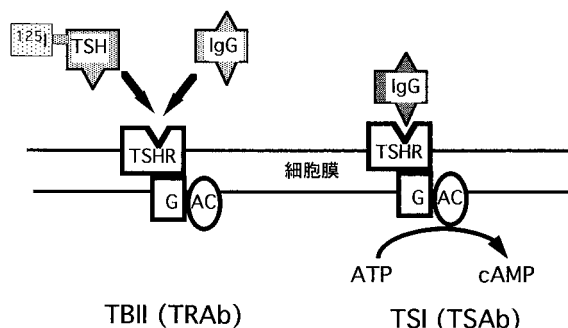 125I
TSH
IgG
TSHR
G
AC
細胞膜
IgG
TSHR
G
AC
ATP
cAMP
TBII (TRAb)
TSI (TSAb)